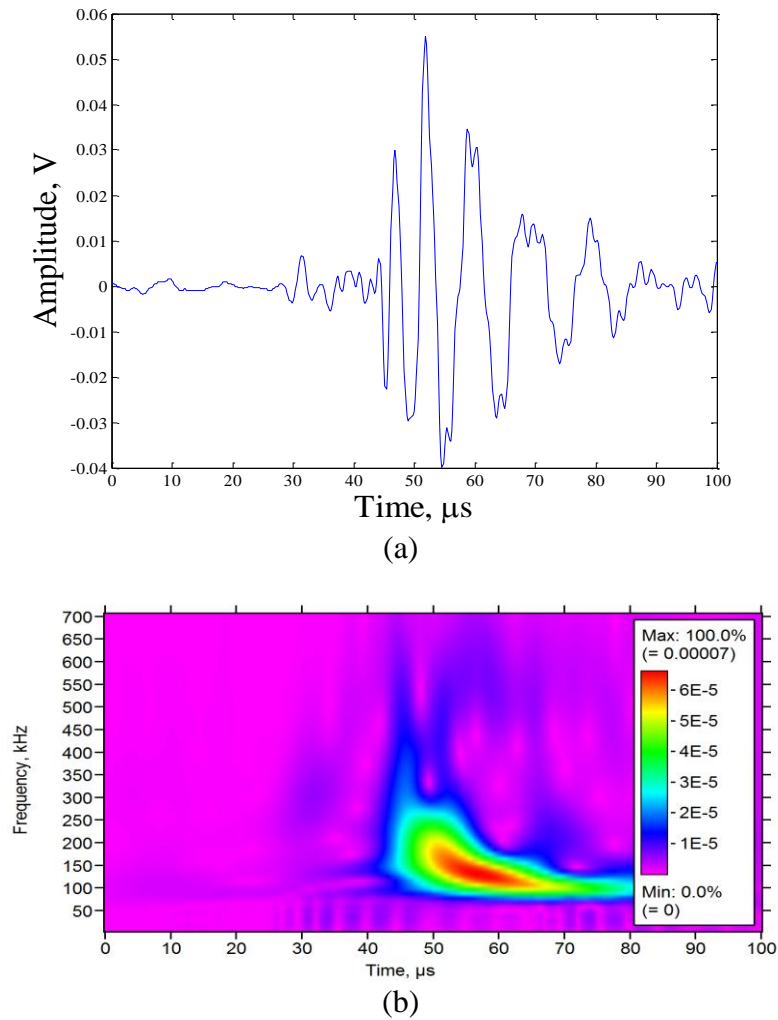 0.06
0.05
0.04
0.03
0.02
0.01
0
-0.01
-0.02
-0.03
-0.04
Amplitude, V
0 10 20 30 40 50 60 70 80 90 100
Time, µs
(a)
700
650
600
550
500
450
400
350
300
250
200
150
100
50
Frequency, kHz
Max: 100.0%
(= 0.00007)
6E-5
5E-5
4E-5
3E-5
2E-5
1E-5
Min: 0.0%
(= 0)
0 10 20 30 40 50 60 70 80 90 100
Time, µs
(b)